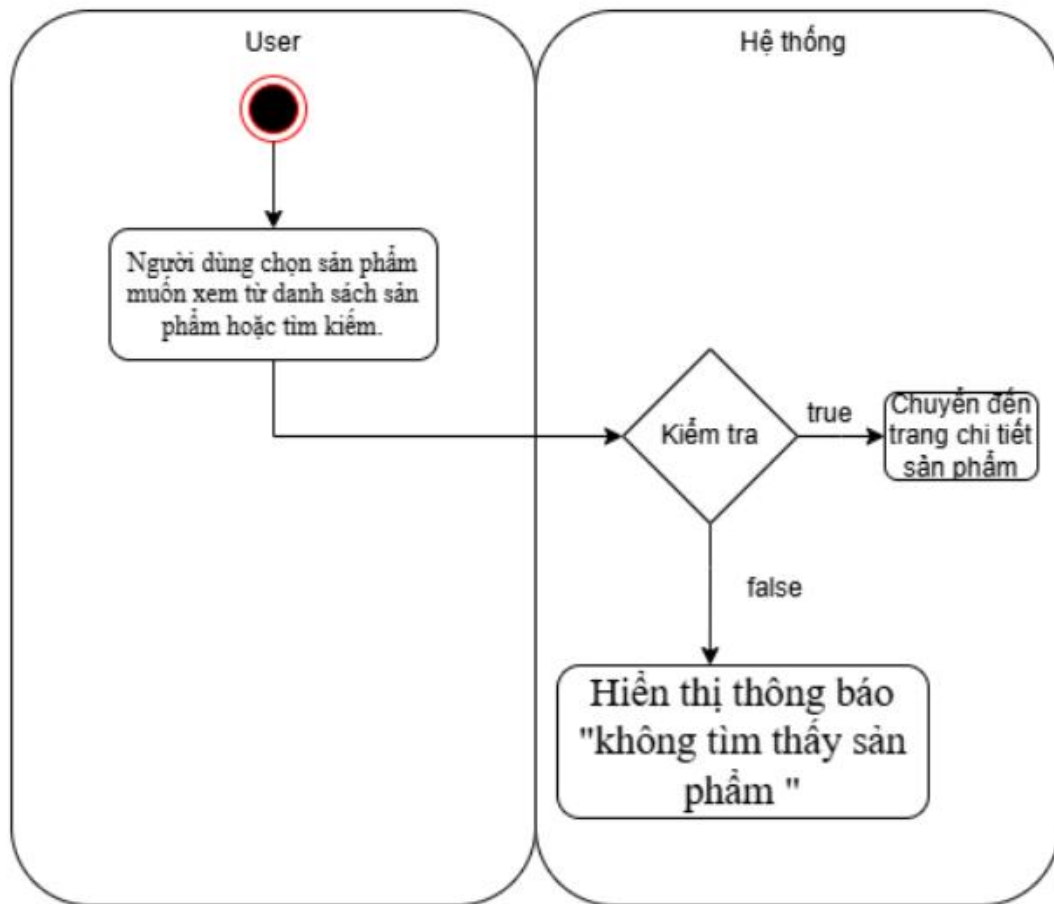 User
Hệ thống
Người dùng chọn sản phẩm
muốn xem từ danh sách sản
phẩm hoặc tìm kiếm.
Kiểm tra
true
Chuyển đến
trang chi tiết
sản phẩm
false
Hiển thị thông báo
"không tìm thấy sản
phẩm "